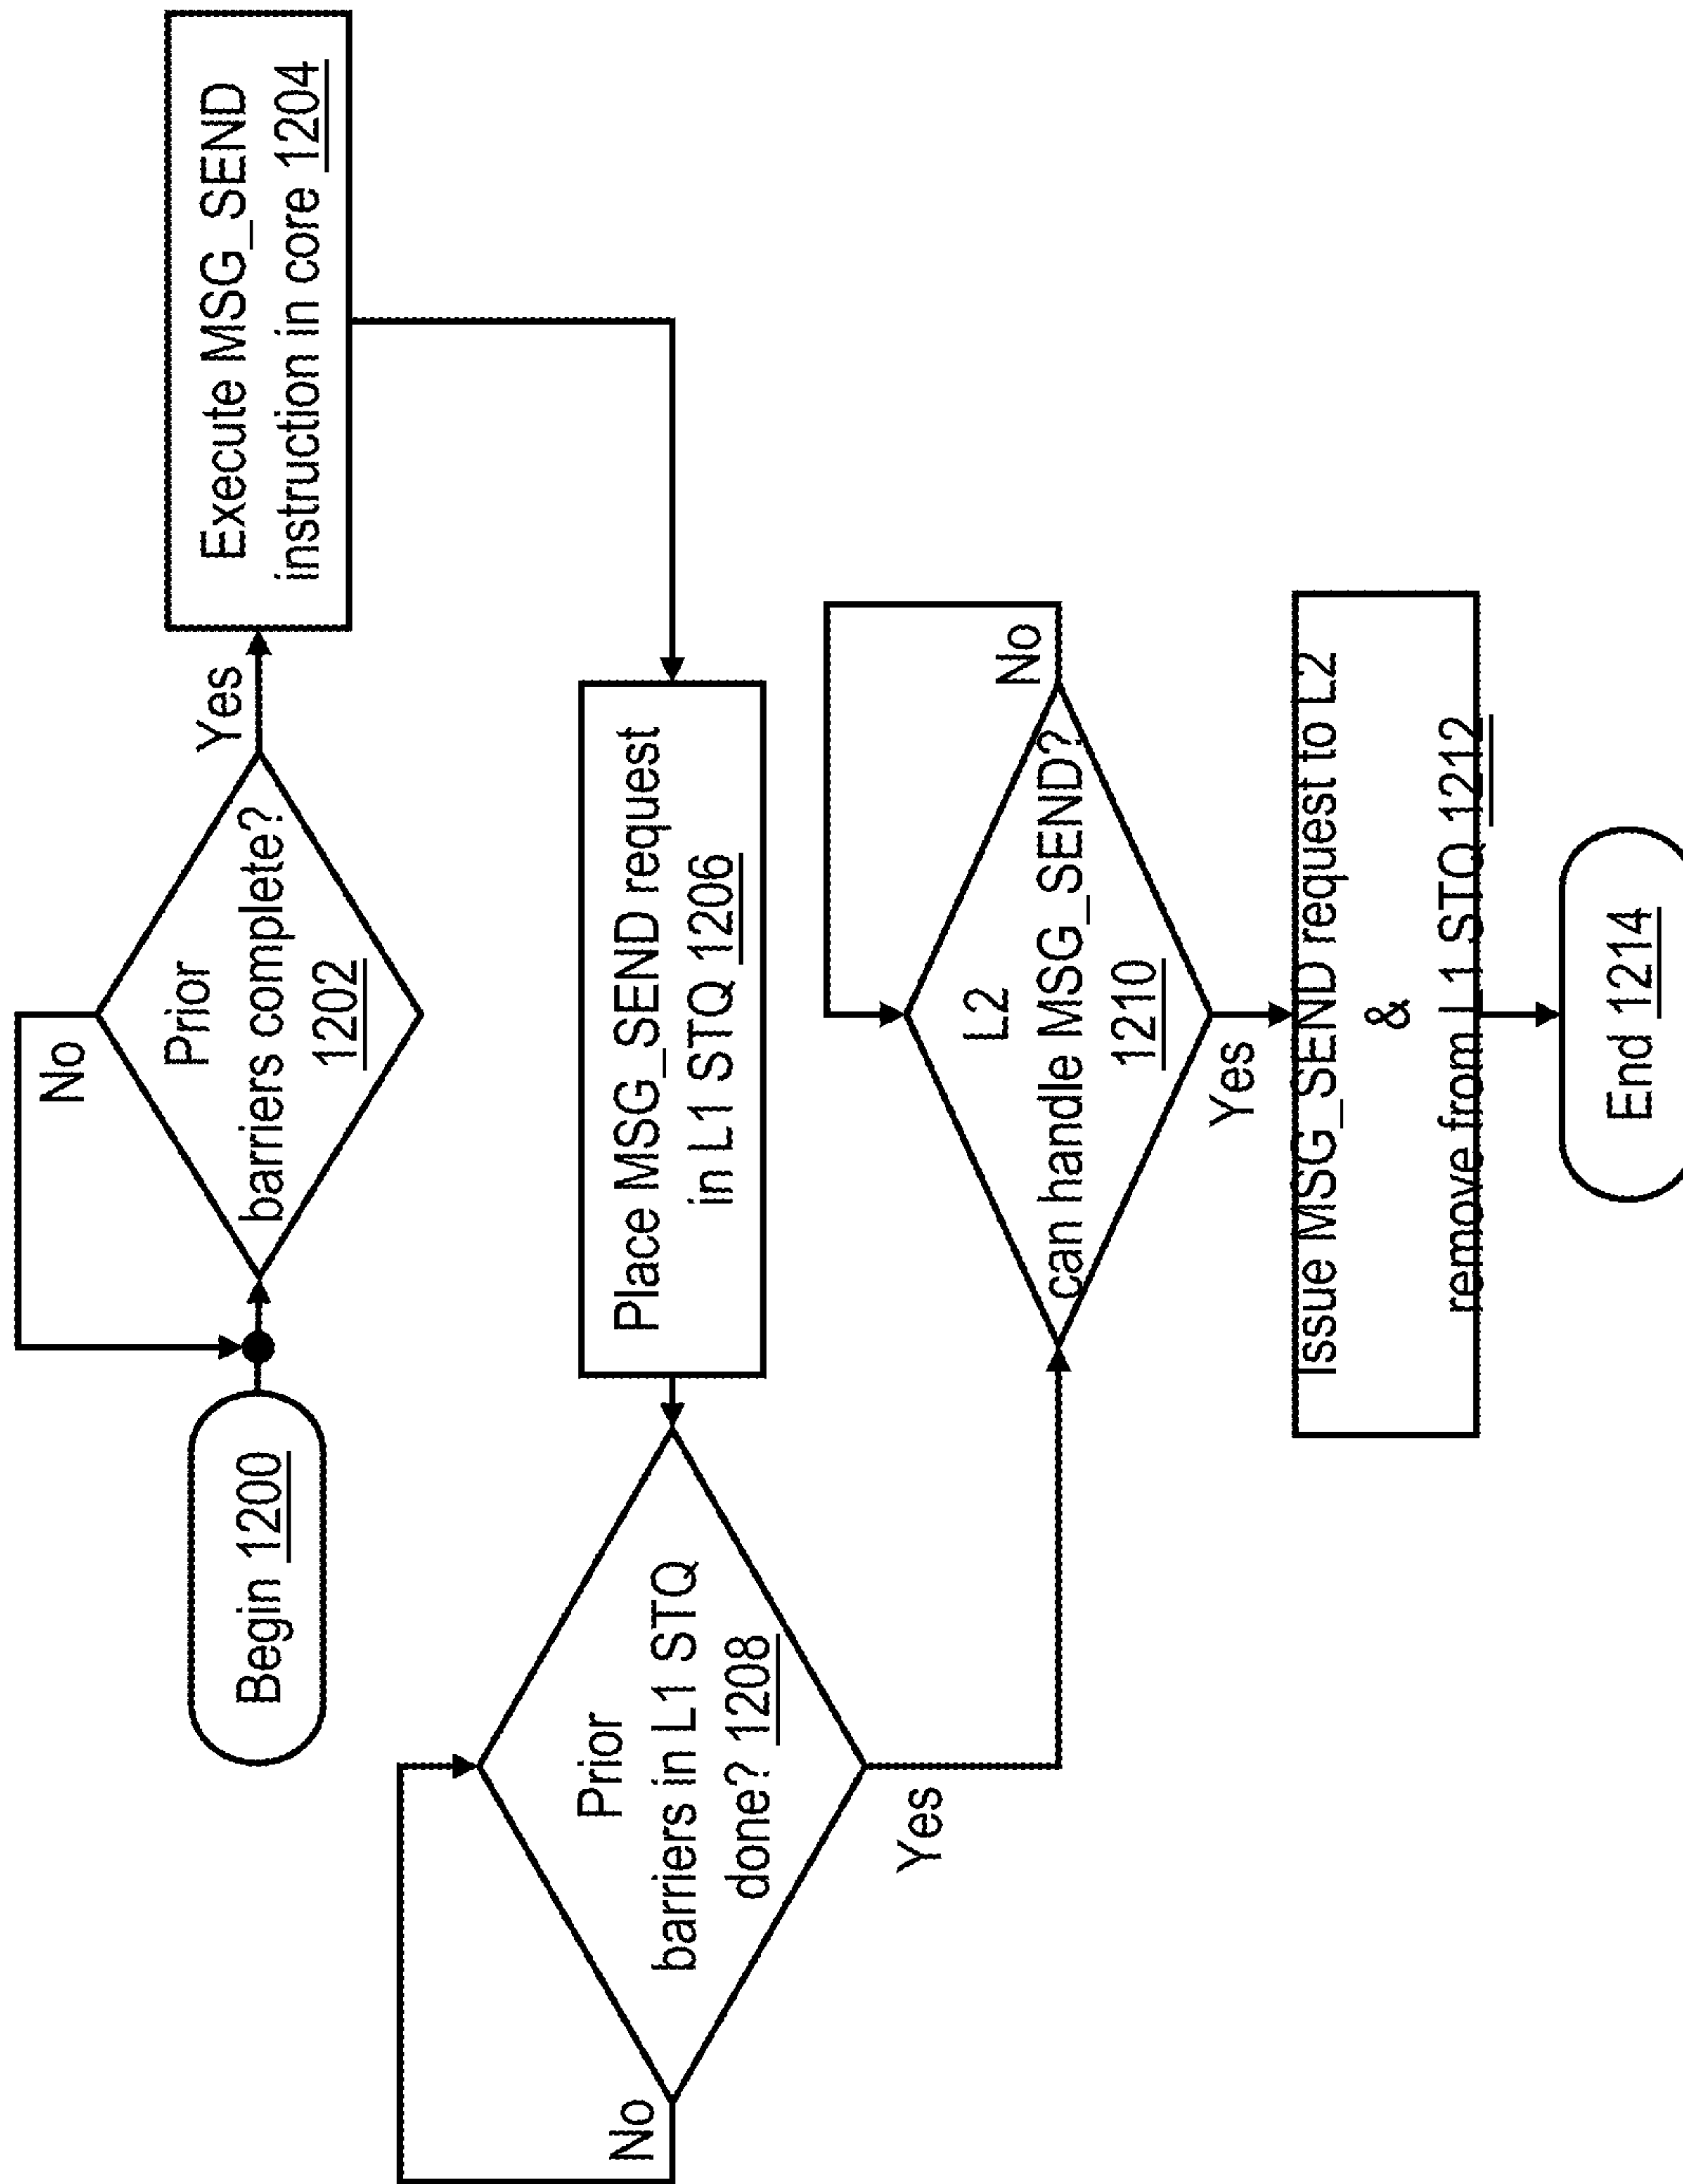 Begin 1200
No
Prior
barriers complete?
1202
Yes
Execute MSG_SEND
instruction in core 1204
Place MSG_SEND request
in L1 STQ 1206
Prior
barriers in L1 STQ
done? 1208
No
Yes
L2
can handle MSG_SEND?
1210
No
Yes
Issue MSG_SEND request to L2
&
remove from L1 STQ 1212
End 1214